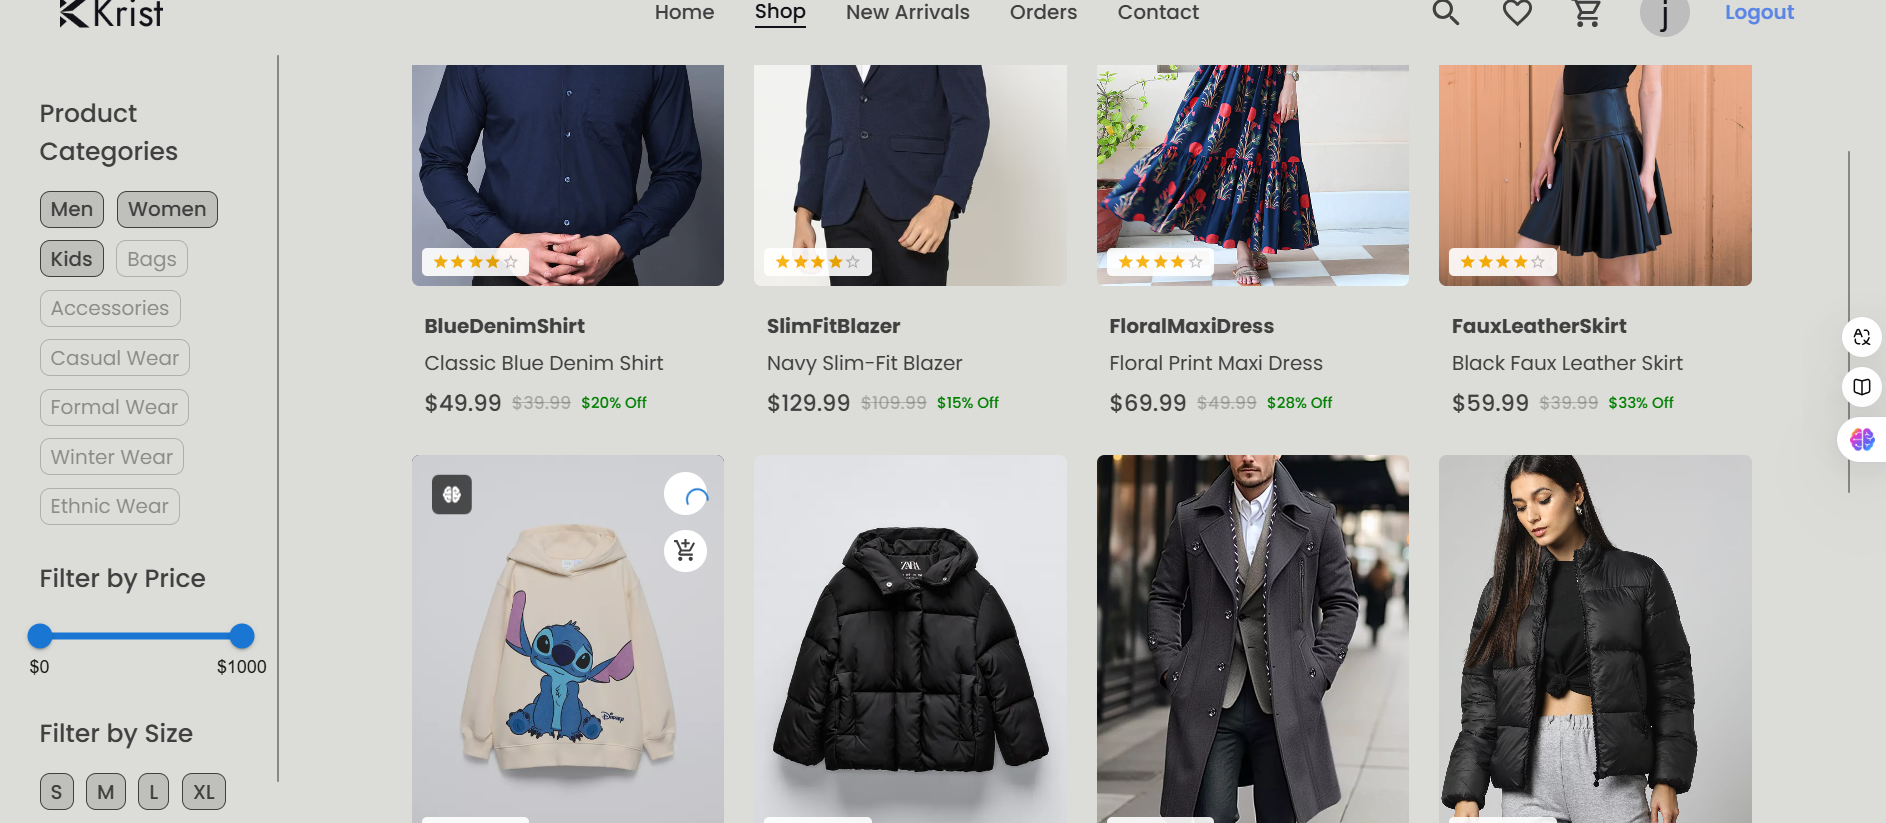 Krist
Home Shop New Arrivals Orders Contact
j Logout
Product
Categories
Men Women
Kids Bags
Accessories
Casual Wear
Formal Wear
Winter Wear
Ethnic Wear
Filter by Price
$0 $1000
Filter by Size
S M L XL
BlueDenimShirt
Classic Blue Denim Shirt
$49.99 $39.99 $20% Off
SlimFitBlazer
Navy Slim-Fit Blazer
$129.99 $109.99 $15% Off
FloralMaxiDress
Floral Print Maxi Dress
$69.99 $49.99 $28% Off
FauxLeatherSkirt
Black Faux Leather Skirt
$59.99 $39.99 $33% Off
Disney
ZARA